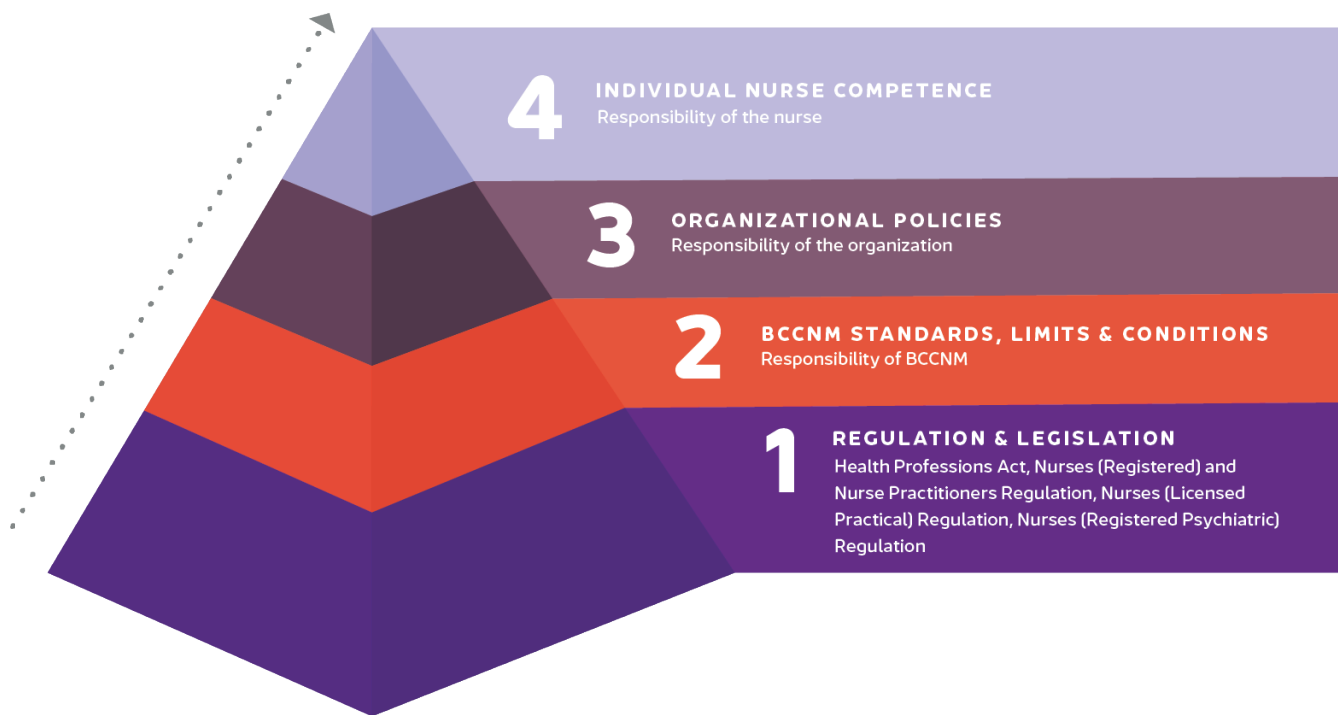 4
INDIVIDUAL NURSE COMPETENCE
Responsibility of the nurse
3
ORGANIZATIONAL POLICIES
Responsibility of the organization
2
BCCNM STANDARDS, LIMITS & CONDITIONS
Responsibility of BCCNM
1
REGULATION & LEGISLATION
Health Professions Act, Nurses (Registered) and
Nurse Practitioners Regulation, Nurses (Licensed
Practical) Regulation, Nurses (Registered Psychiatric)
Regulation